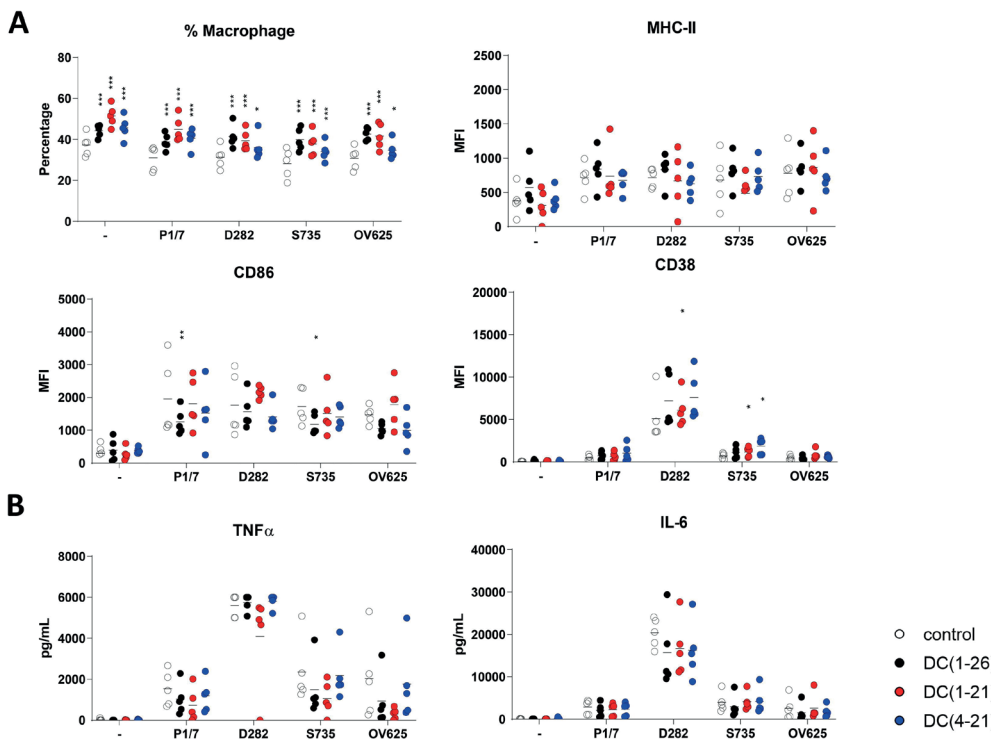 A
% Macrophage
Percentage
80
60
40
20
0
*** *** ***
*** *** ***
*** *** *
*** *** ***
*** *** *
- P1/7 D282 S735 OV625
MHC-II
MFI
2500
2000
1500
1000
500
0
- P1/7 D282 S735 OV625
CD86
MFI
5000
4000
3000
2000
1000
0
**
*
- P1/7 D282 S735 OV625
CD38
MFI
20000
15000
10000
5000
0
*
* *
- P1/7 D282 S735 OV625
B
TNFα
pg/mL
8000
6000
4000
2000
0
- P1/7 D282 S735 OV625
IL-6
pg/mL
40000
30000
20000
10000
0
- P1/7 D282 S735 OV625
control
DC(1-26
DC(1-21
DC(4-21